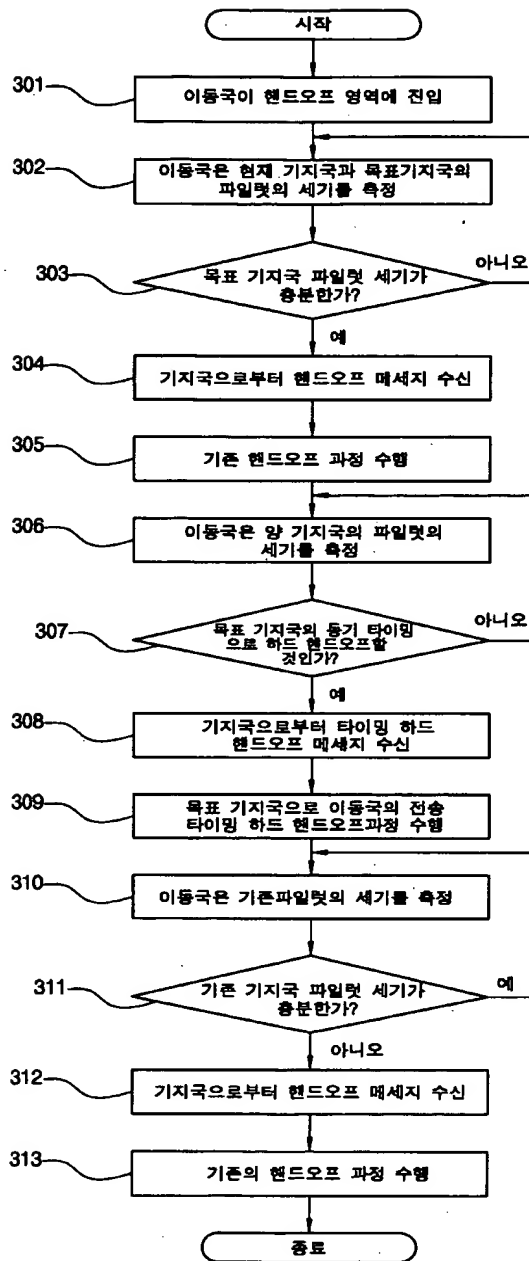 시작
301
이동국이 핸드오프 영역에 진입
302
이동국은 현재 기지국과 목표기지국의
파일럿의 세기를 측정
303
목표 기지국 파일럿 세기가
충분한가?
아니오
예
304
기지국으로부터 핸드오프 메세지 수신
305
기존 핸드오프 과정 수행
306
이동국은 양 기지국의 파일럿의
세기를 측정
307
목표 기지국의 동기 타이밍
으로 하드 핸드오프할
것인가?
아니오
예
308
기지국으로부터 타이밍 하드
핸드오프 메세지 수신
309
목표 기지국으로 이동국의 전송
타이밍 하드 핸드오프과정 수행
310
이동국은 기존파일럿의 세기를 측정
311
기존 기지국 파일럿 세기가
충분한가?
예
아니오
312
기지국으로부터 핸드오프 메세지 수신
313
기존의 핸드오프 과정 수행
종료